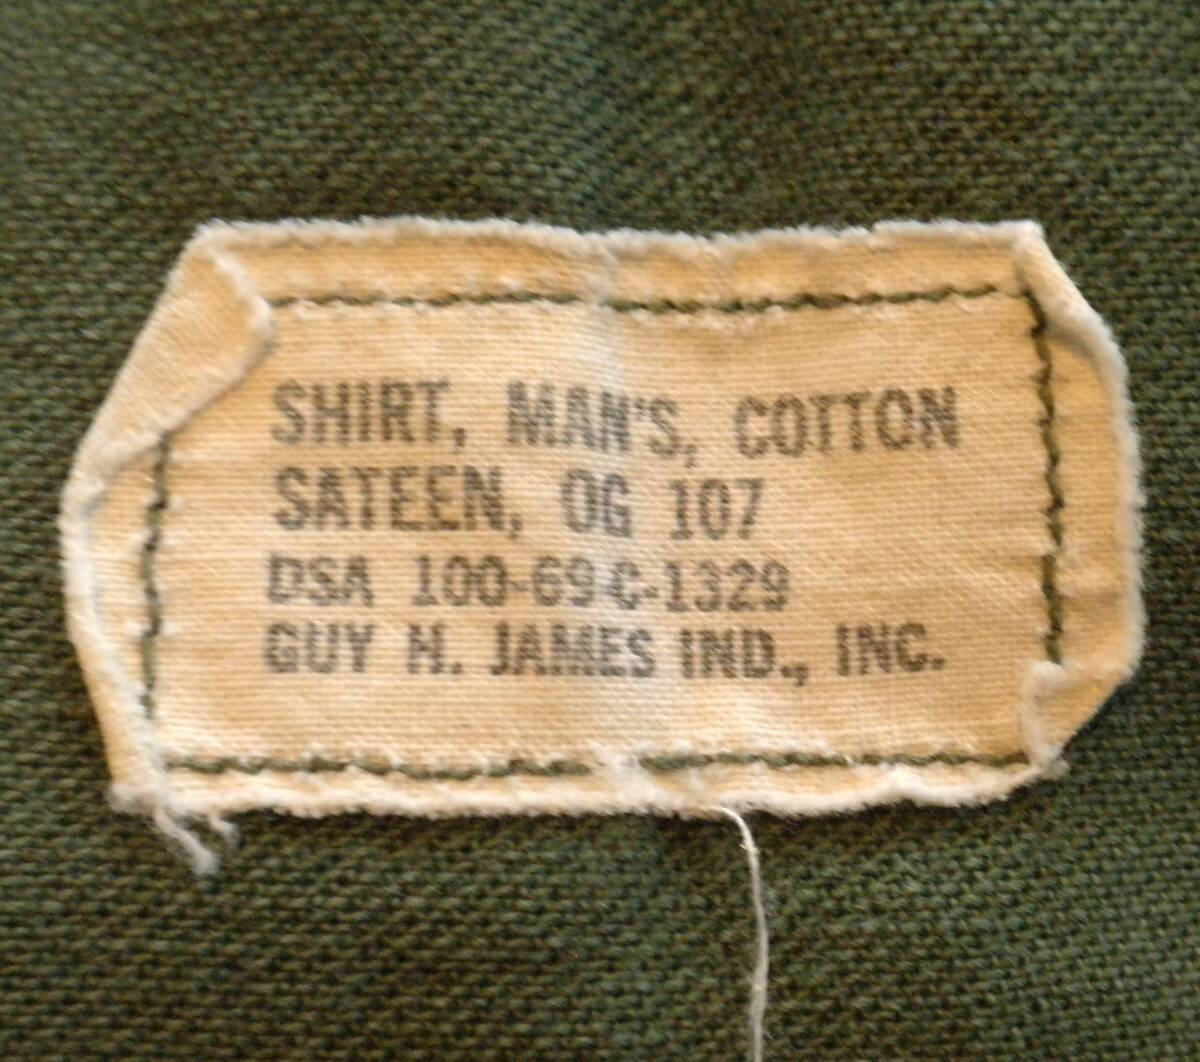 SHIRT, MAN'S, COTTON
SATEEN, OG 107
DSA 100-69-C-1329
GUY H. JAMES IND., INC.